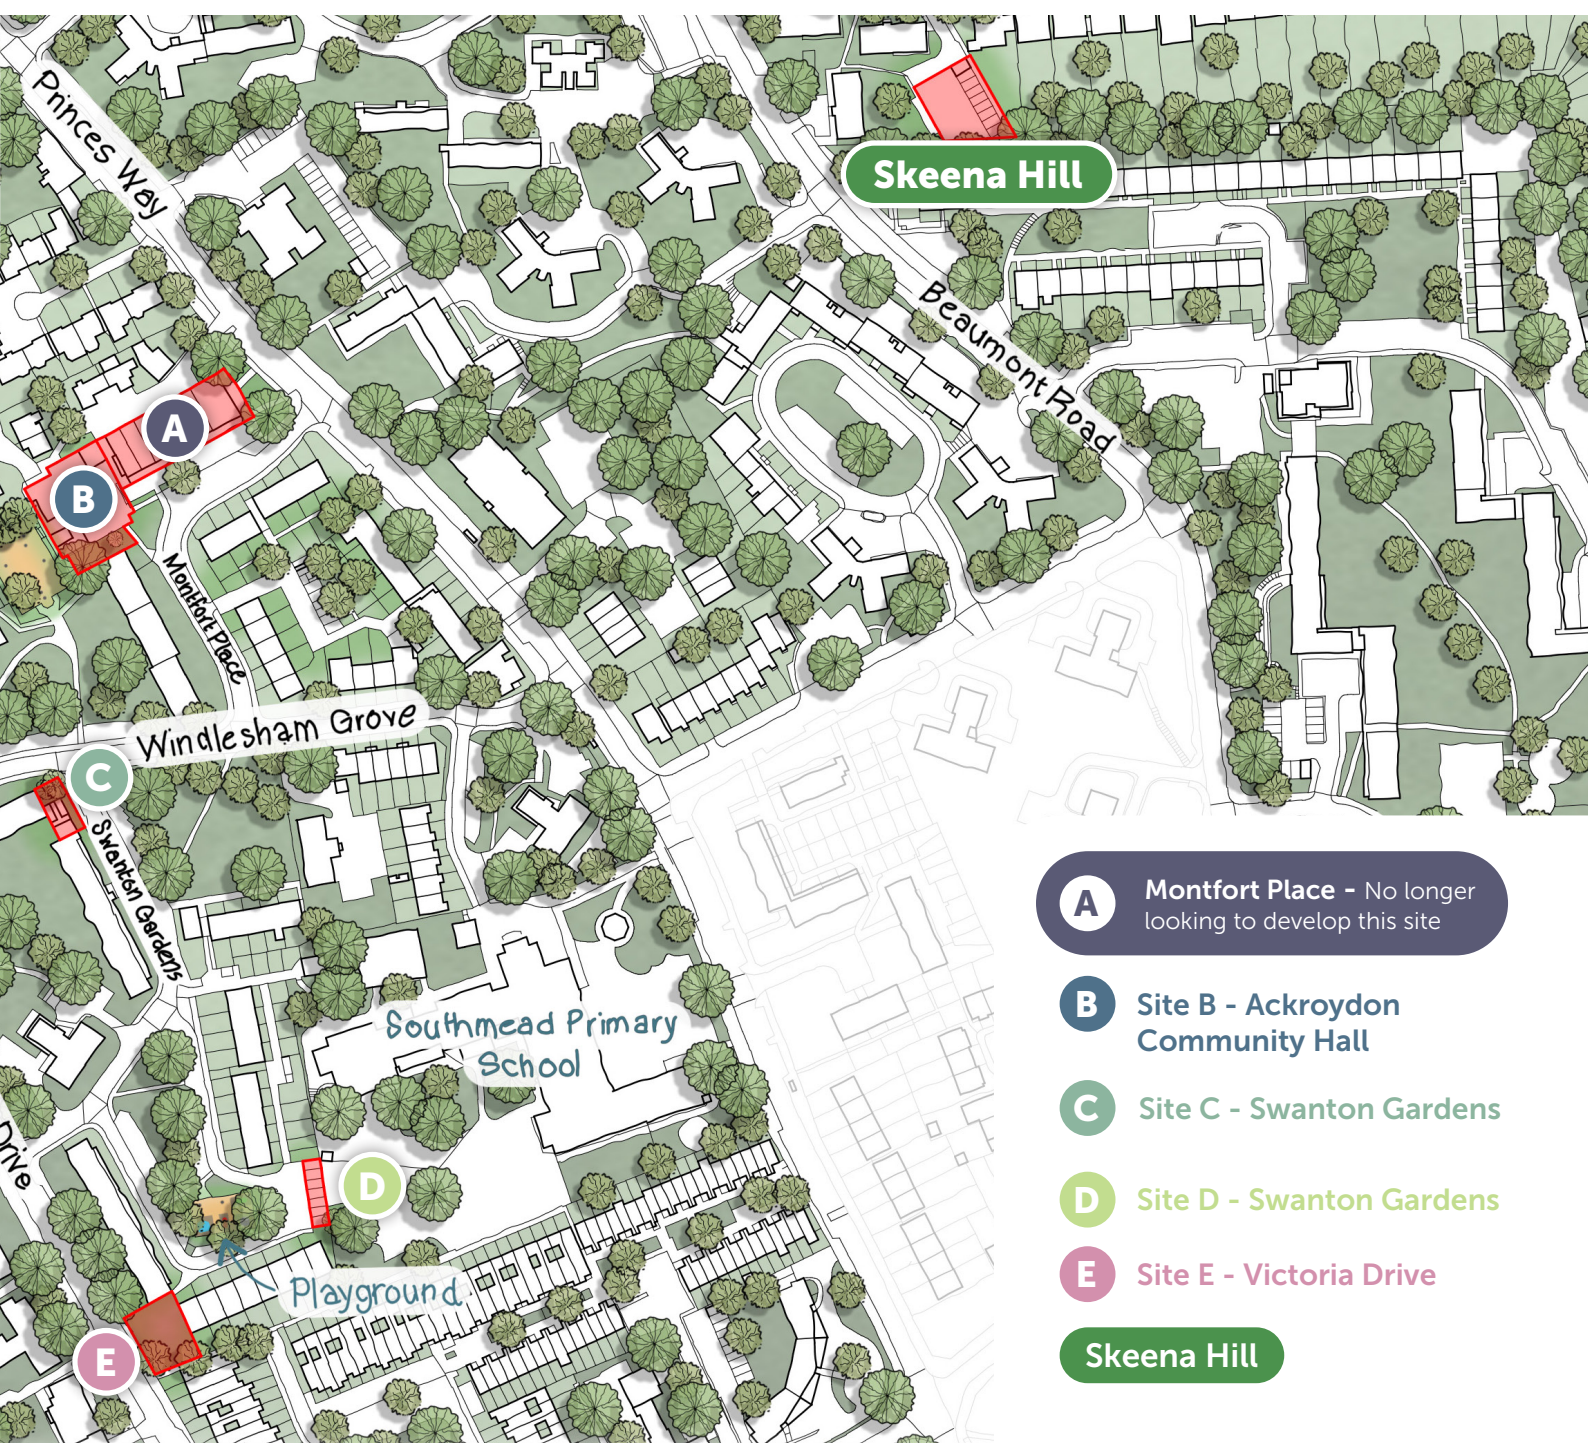 Princes Way
Skeena Hill
Beaumont Road
A
B
Montfort Place
Windlesham Grove
C
Swanton Gardens
Southmead Primary
School
Drive
D
Playground
E
A
Montfort Place - No longer
looking to develop this site
B
Site B - Ackroydon
Community Hall
C
Site C - Swanton Gardens
D
Site D - Swanton Gardens
E
Site E - Victoria Drive
Skeena Hill